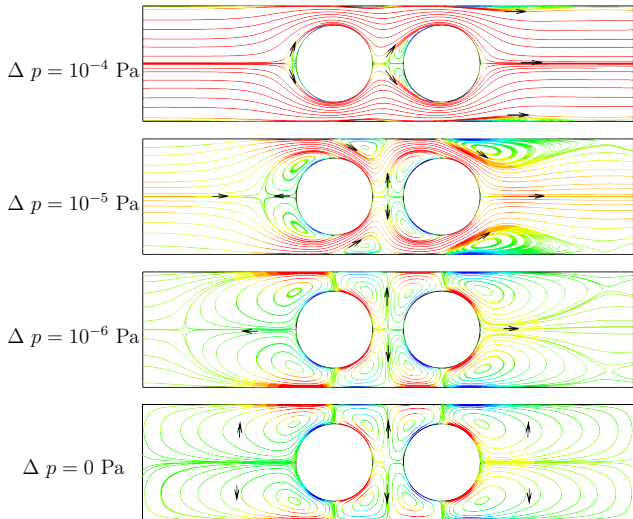 Δ p = 10⁻⁴ Pa
Δ p = 10⁻⁵ Pa
Δ p = 10⁻⁶ Pa
Δ p = 0 Pa